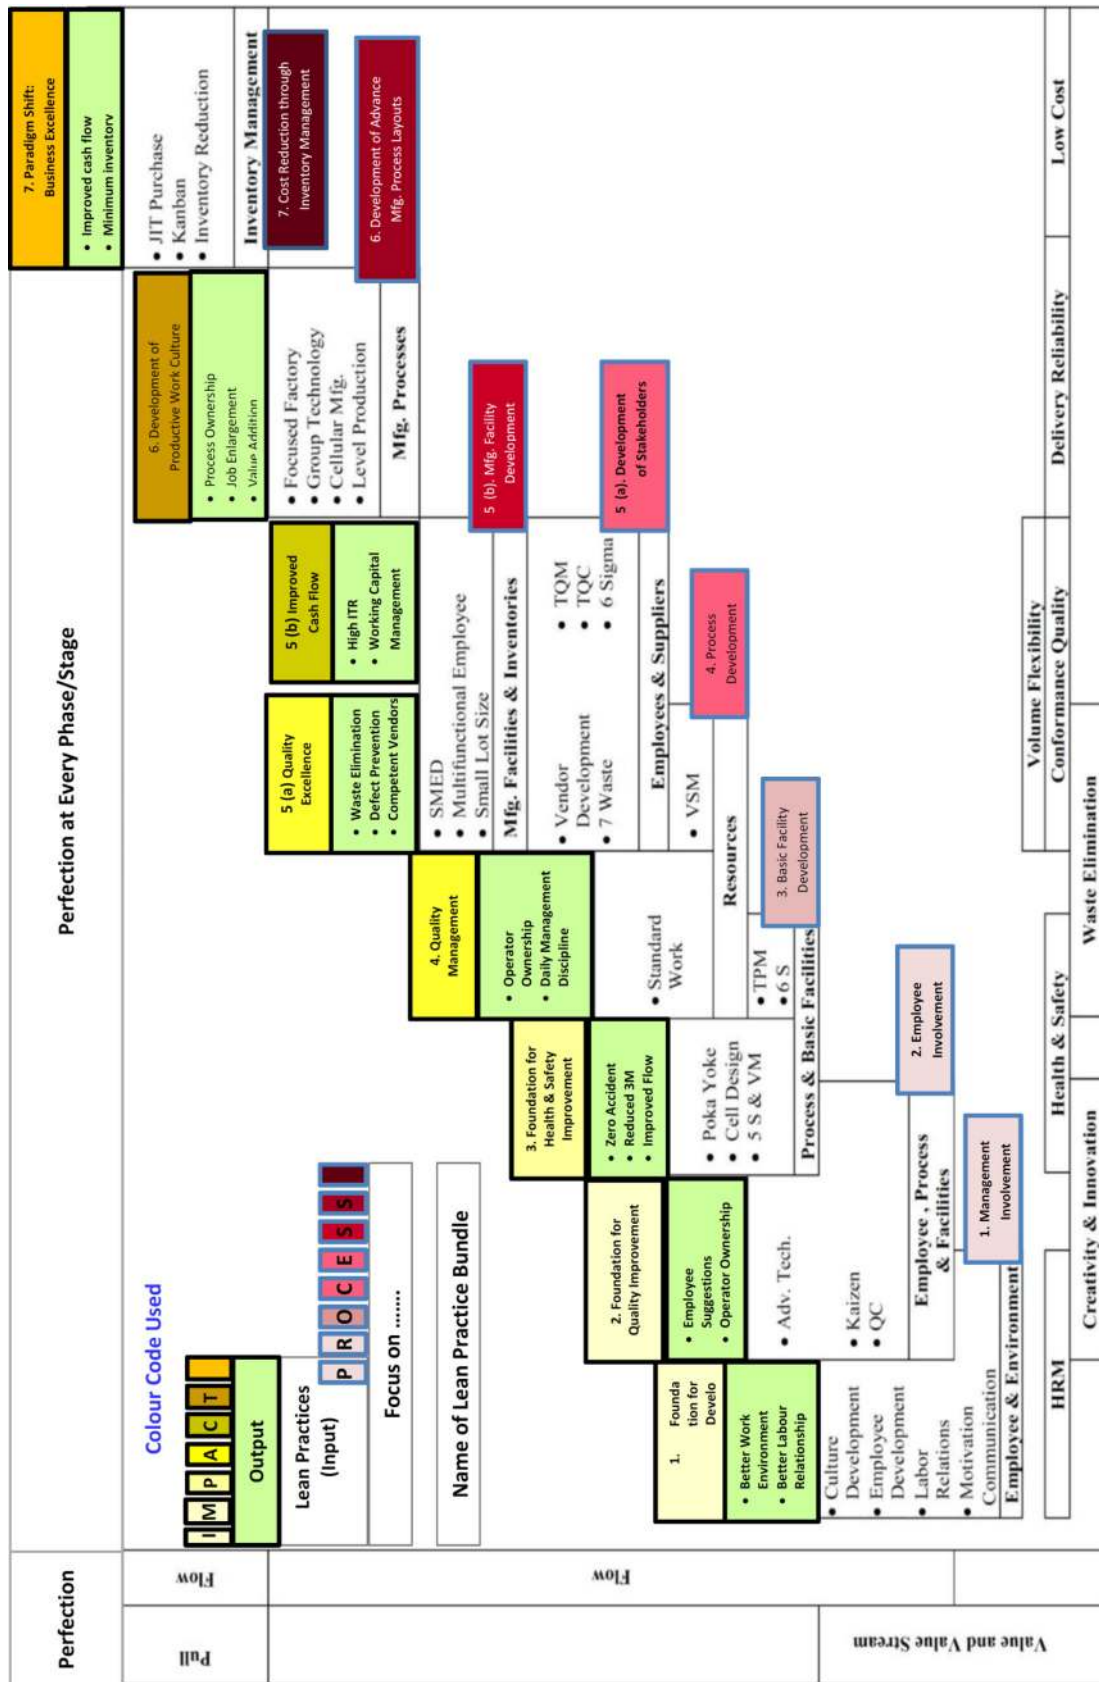 Perfection
Perfection at Every Phase/Stage
7. Paradigm Shift:
Business Excellence
• Improved cash flow
• Minimum inventory
• JIT Purchase
• Kanban
• Inventory Reduction
Inventory Management
7. Cost Reduction through
Inventory Management
Pull
Flow
Colour Code Used
I M P A C T
Output
Lean Practices
(Input)
P R O C E S S
Focus on .......
Name of Lean Practice Bundle
6. Development of
Productive Work Culture
• Process Ownership
• Job Enlargement
• Value Addition
• Focused Factory
• Group Technology
• Cellular Mfg.
• Level Production
Mfg. Processes
6. Development of Advance
Mfg. Process Layouts
Flow
5 (a) Quality
Excellence
• Waste Elimination
• Defect Prevention
• Competent Vendors
5 (b) Improved
Cash Flow
• High ITR
• Working Capital
Management
• SMED
• Multifunctional Employee
• Small Lot Size
Mfg. Facilities & Inventories
5 (b). Mfg. Facility
Development
• Vendor
Development
• 7 Waste
• TQM
• TQC
• 6 Sigma
Employees & Suppliers
5 (a). Development
of Stakeholders
4. Quality
Management
• Operator
Ownership
• Daily Management
Discipline
• Standard
Work
• VSM
Resources
4. Process
Development
3. Foundation for
Health & Safety
Improvement
• Zero Accident
• Reduced 3M
• Improved Flow
• Poka Yoke
• Cell Design
• 5 S & VM
• TPM
• 6 S
Process & Basic Facilities
3. Basic Facility
Development
2. Foundation for
Quality Improvement
• Employee
Suggestions
• Operator Ownership
• Adv. Tech.
• Kaizen
• QC
Employee , Process
& Facilities
2. Employee
Involvement
1. Founda
tion for
Develo
• Better Work
Environment
• Better Labour
Relationship
• Culture
Development
• Employee
Development
• Labor
Relations
• Motivation
Communication
Employee & Environment
1. Management
Involvement
Value and Value Stream
HRM
Health & Safety
Volume Flexibility
Conformance Quality
Delivery Reliability
Low Cost
Creativity & Innovation
Waste Elimination